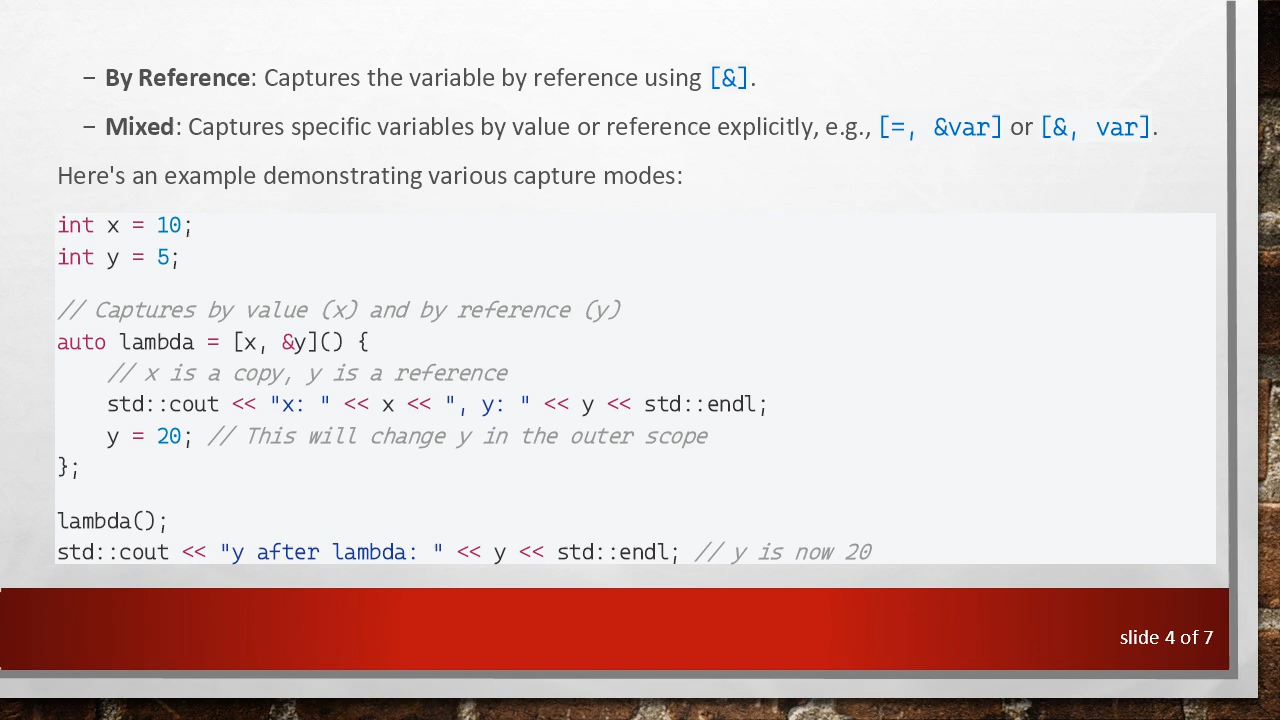 – By Reference: Captures the variable by reference using [&].
– Mixed: Captures specific variables by value or reference explicitly, e.g., [=, &var] or [&, var].
Here's an example demonstrating various capture modes:
int x = 10;
int y = 5;
// Captures by value (x) and by reference (y)
auto lambda = [x, &y]() {
    // x is a copy, y is a reference
    std::cout << "x: " << x << ", y: " << y << std::endl;
    y = 20; // This will change y in the outer scope
};
lambda();
std::cout << "y after lambda: " << y << std::endl; // y is now 20
slide 4 of 7